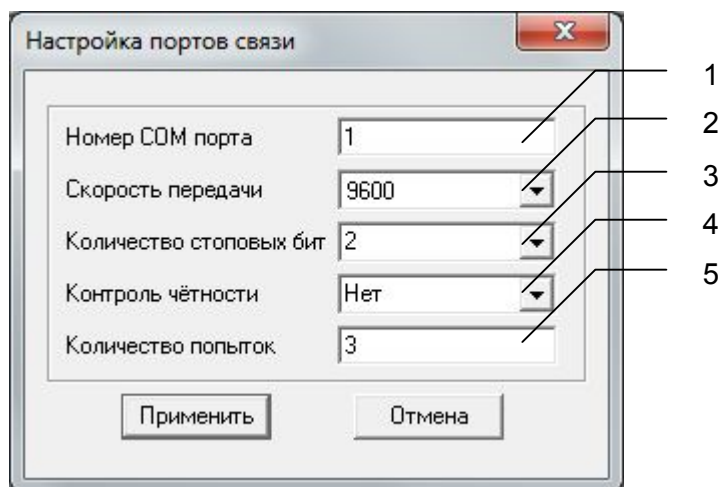 Настройка портов связи
1
Номер COM порта 1
2
Скорость передачи 9600
3
Количество стоповых бит 2
4
Контроль чётности Нет
5
Количество попыток 3
Применить Отмена